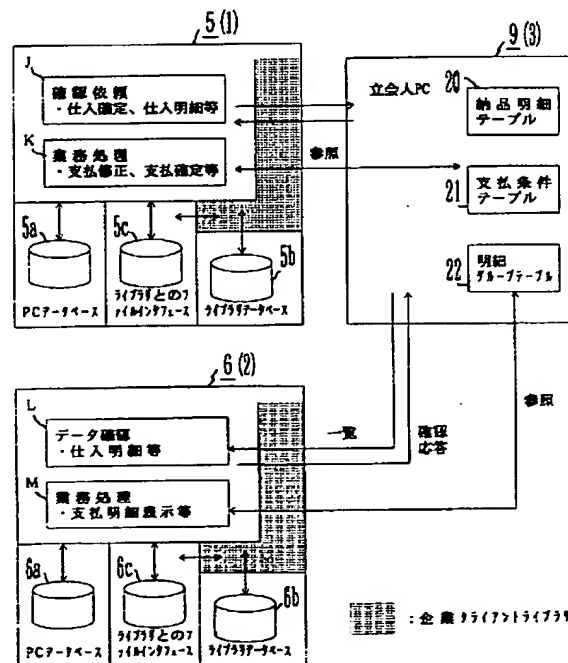 5(1)
J
確認依頼
・仕入確定、仕入明細等
K
業務処理
・支払修正、支払確定等
5a
5c
5b
PCデータベース
ライブラリとのフ
ァイルインタフェース
ライブラリデータベース
9(3)
立会人PC
20
納品明細
テーブル
参照
21
支払条件
テーブル
22
明細
グループテーブル
6(2)
L
データ確認
・仕入明細等
M
業務処理
・支払明細表示等
一覧
確認
応答
参照
6a
6c
6b
PCデータベース
ライブラリとのフ
ァイルインタフェース
ライブラリデータベース
:企業クライアントライブラリ